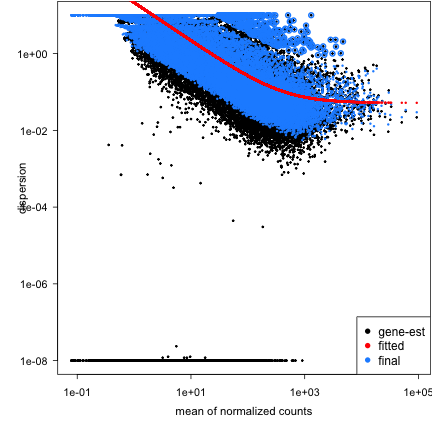 1e+00
1e-02
1e-04
1e-06
1e-08
dispersion
gene-est
fitted
final
1e-01
1e+01
1e+03
1e+05
mean of normalized counts